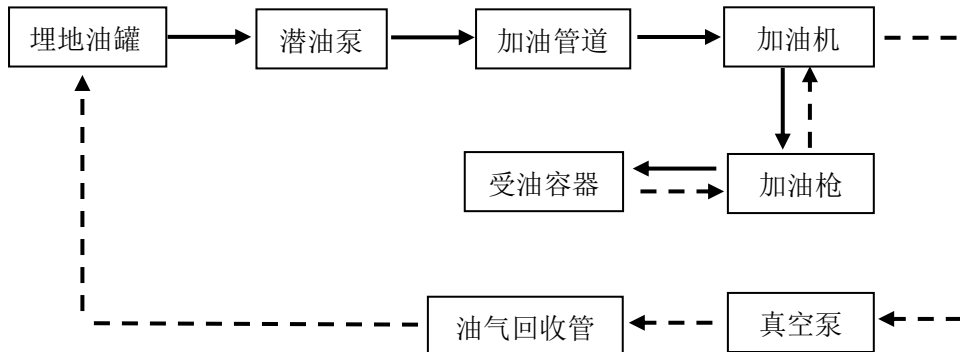 埋地油罐
潜油泵
加油管道
加油机
受油容器
加油枪
油气回收管
真空泵